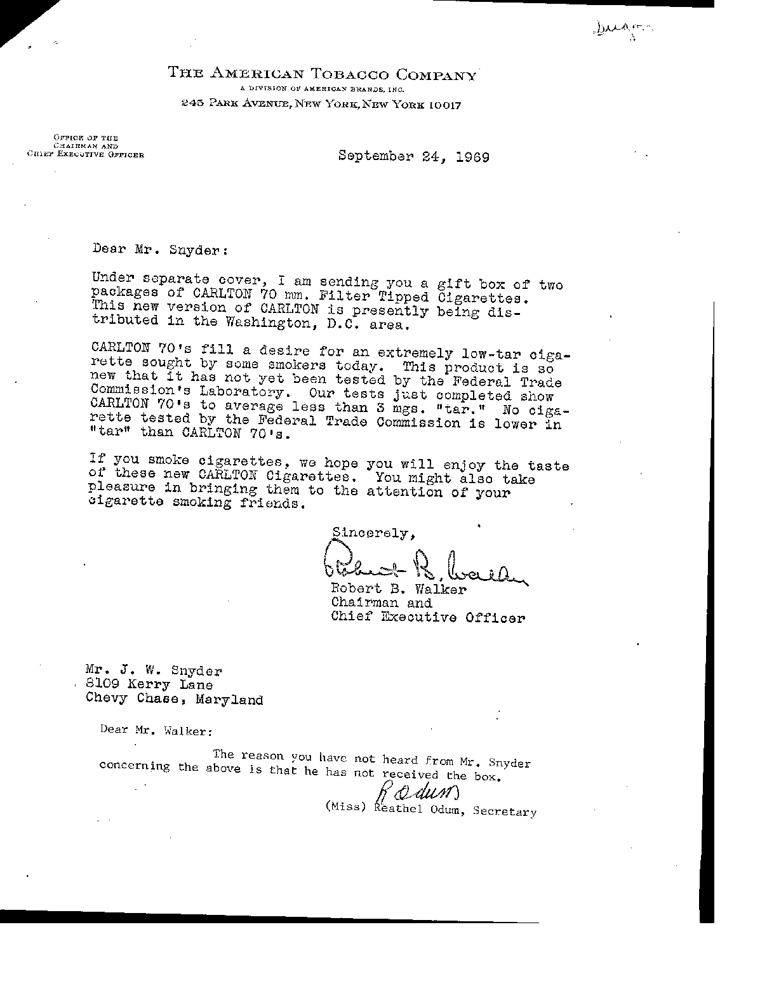 THE AMERICAN TOBACCO COMPANY
A DIVISION OF AMERICAN BRANDS, INC.
245 PARK AVENUE, NEW YORK, NEW YORK 10017
OFFICE OF THE
CHAIRMAN AND
CHIEF EXECUTIVE OFFICER
September 24, 1969
Dear Mr. Snyder:
Under separate cover, I am sending you a gift box of two
packages of CARLTON 70 mm. Filter Tipped Cigarettes.
This new version of CARLTON is presently being dis-
tributed in the Washington, D.C. area.
CARLTON 70's fill a desire for an extremely low-tar ciga-
rette sought by some smokers today. This product is so
new that it has not yet been tested by the Federal Trade
Commission's Laboratory. Our tests just completed show
CARLTON 70's to average less than 3 mgs. "tar." No ciga-
rette tested by the Federal Trade Commission is lower in
"tar" than CARLTON 70's.
If you smoke cigarettes, we hope you will enjoy the taste
of these new CARLTON Cigarettes. You might also take
pleasure in bringing them to the attention of your
cigarette smoking friends.
Sincerely,
Robert B. Walker
Robert B. Walker
Chairman and
Chief Executive Officer
Mr. J. W. Snyder
8109 Kerry Lane
Chevy Chase, Maryland
Dear Mr. Walker:
The reason you have not heard from Mr. Snyder
concerning the above is that he has not received the box.
R Odum
(Miss) Reathel Odum, Secretary